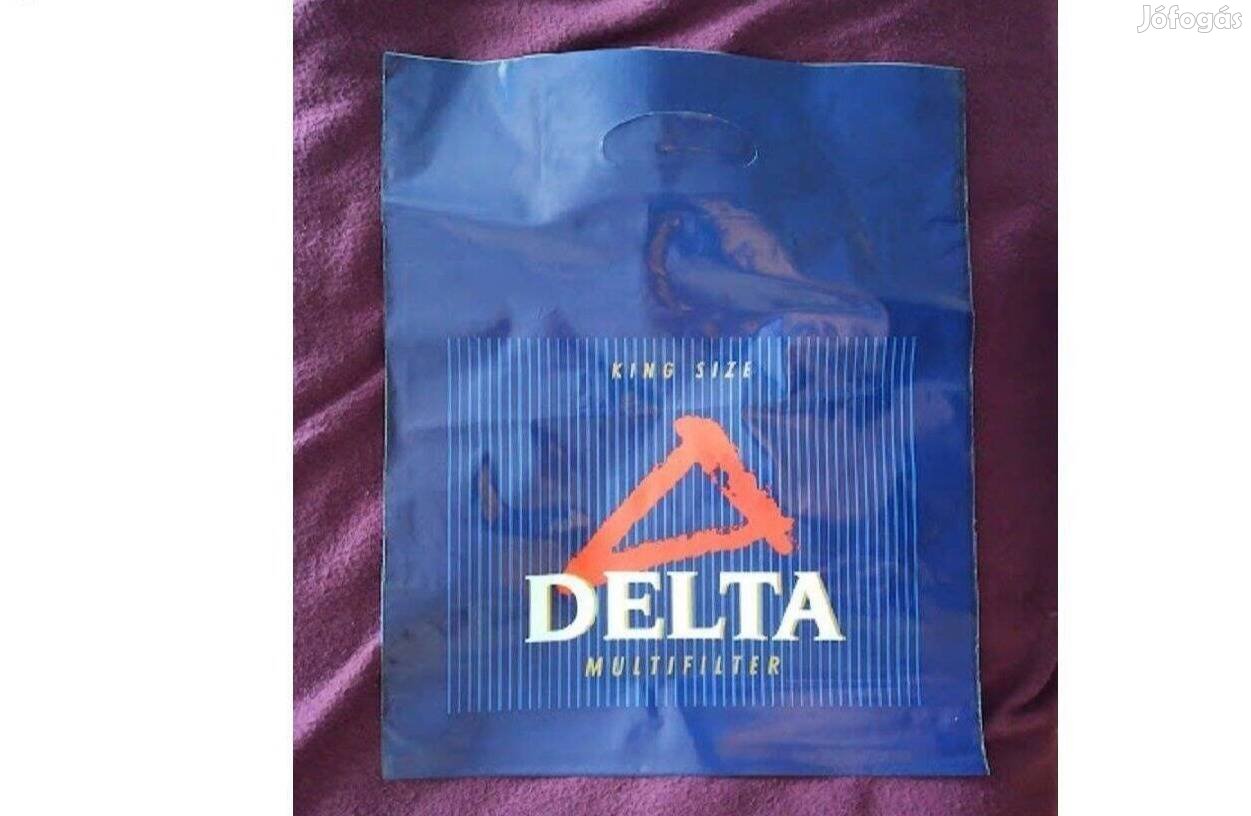 Jófogás
KING SIZE
DELTA
MULTIFILTER